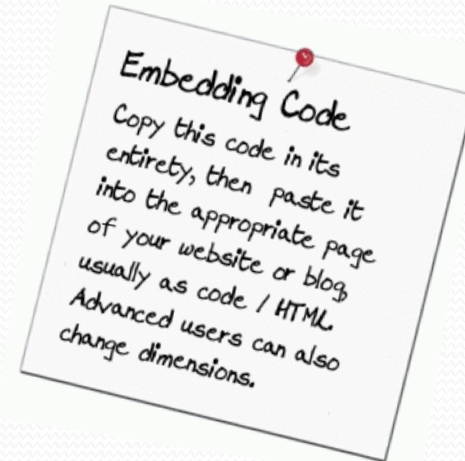 Embedding Code
Copy this code in its
entirety, then paste it
into the appropriate page
of your website or blog,
usually as code / HTML.
Advanced users can also
change dimensions.